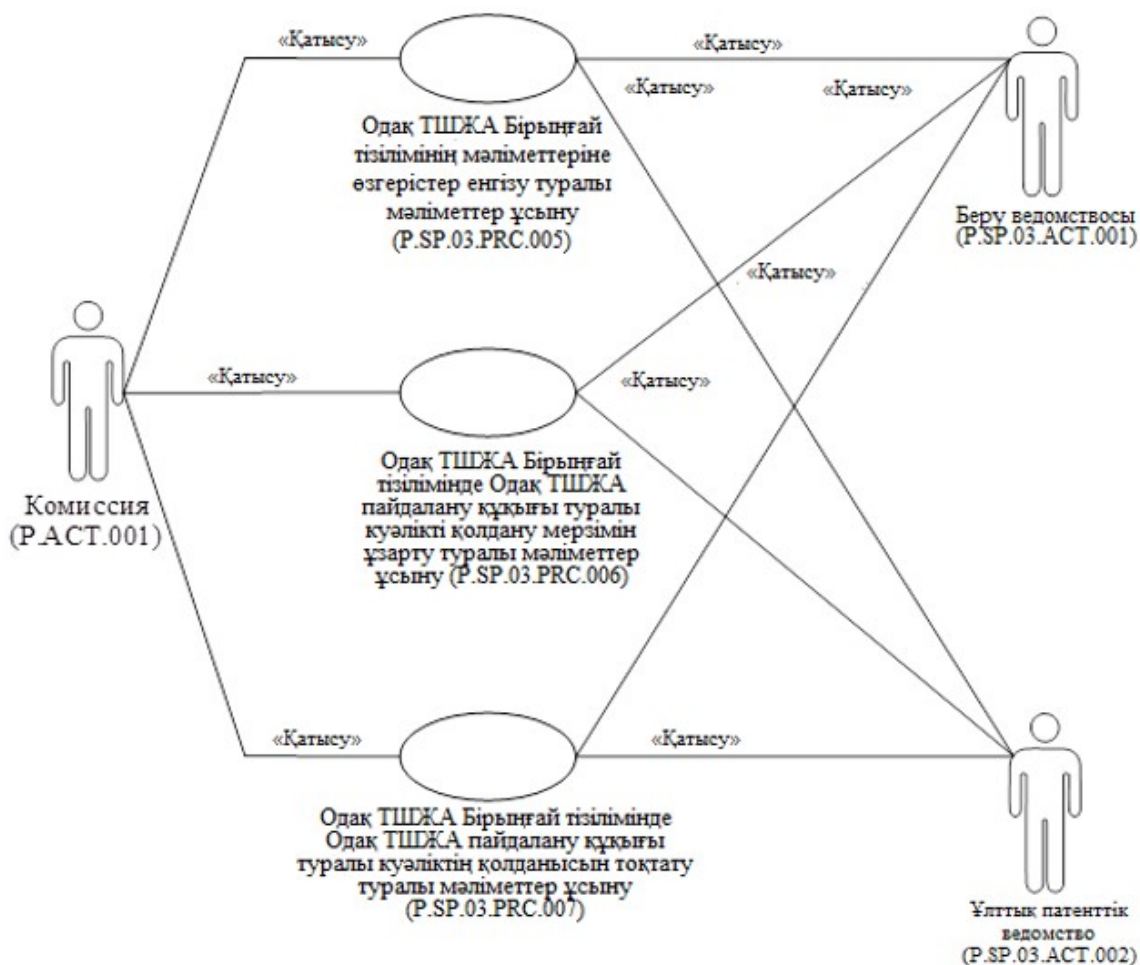 «Қатысу»
«Қатысу»
«Қатысу»
«Қатысу»
Одақ ТШЖА Бірыңғай
тізілімінің мәліметтеріне
өзгерістер енгізу туралы
мәліметтер ұсыну
(P.SP.03.PRC.005)
Беру ведомствосы
(P.SP.03.ACT.001)
«Қатысу»
«Қатысу»
«Қатысу»
Комиссия
(P.ACT.001)
Одақ ТШЖА Бірыңғай
тізілімінде Одақ ТШЖА
пайдалану құқығы туралы
куәлікті қолдану мерзімін
ұзарту туралы мәліметтер
ұсыну (P.SP.03.PRC.006)
«Қатысу»
«Қатысу»
Одақ ТШЖА Бірыңғай тізілімінде
Одақ ТШЖА пайдалану құқығы
туралы куәліктің қолданысын тоқтату
туралы мәліметтер ұсыну
(P.SP.03.PRC.007)
Ұлттық патенттік
ведомство
(P.SP.03.ACT.002)